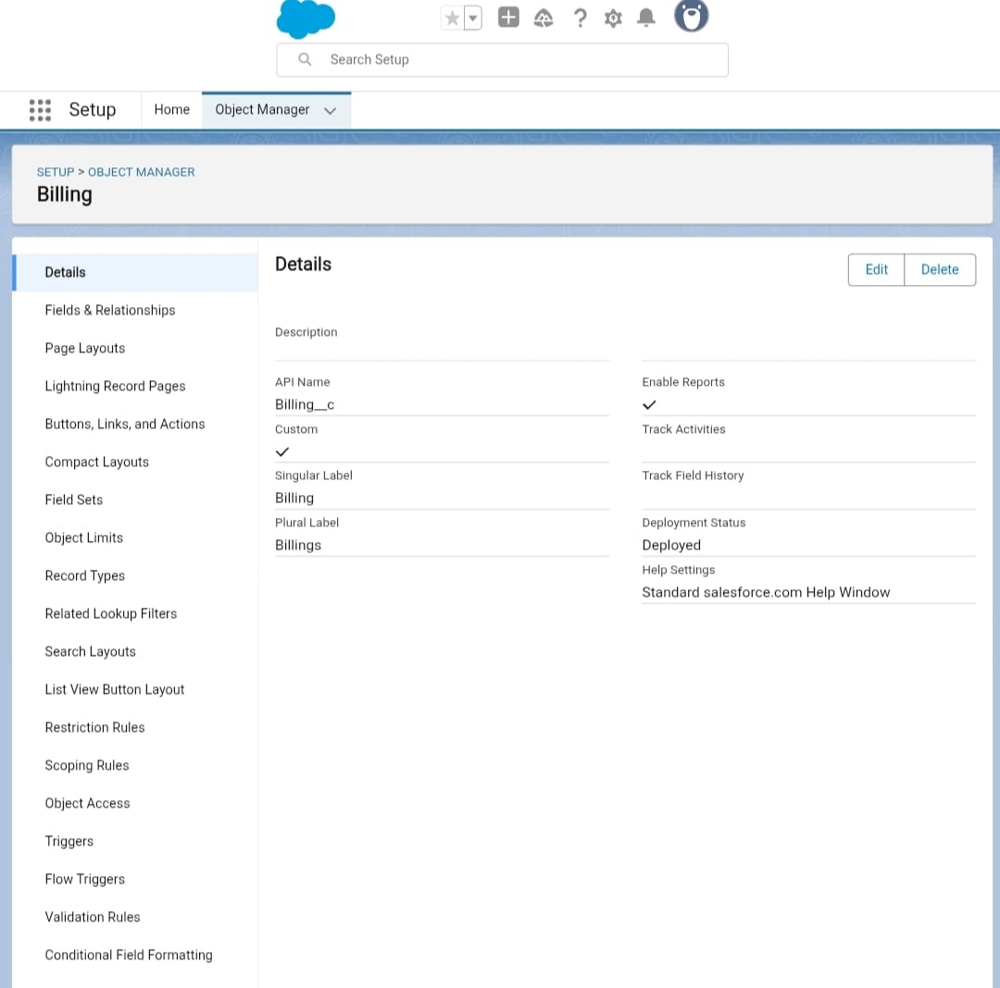 Search Setup
Setup
Home
Object Manager
SETUP > OBJECT MANAGER
Billing
Details
Fields & Relationships
Page Layouts
Lightning Record Pages
Buttons, Links, and Actions
Compact Layouts
Field Sets
Object Limits
Record Types
Related Lookup Filters
Search Layouts
List View Button Layout
Restriction Rules
Scoping Rules
Object Access
Triggers
Flow Triggers
Validation Rules
Conditional Field Formatting
Details
Edit
Delete
Description
API Name
Billing__c
Custom
Singular Label
Billing
Plural Label
Billings
Enable Reports
Track Activities
Track Field History
Deployment Status
Deployed
Help Settings
Standard salesforce.com Help Window